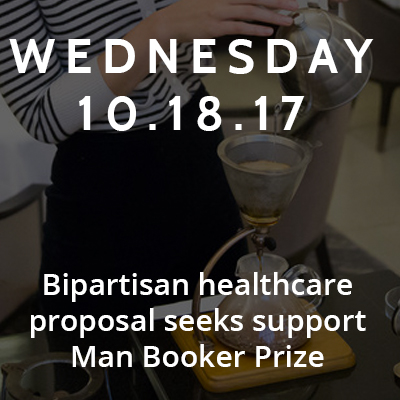 WEDNESDAY
10.18.17
Bipartisan healthcare
proposal seeks support
Man Booker Prize